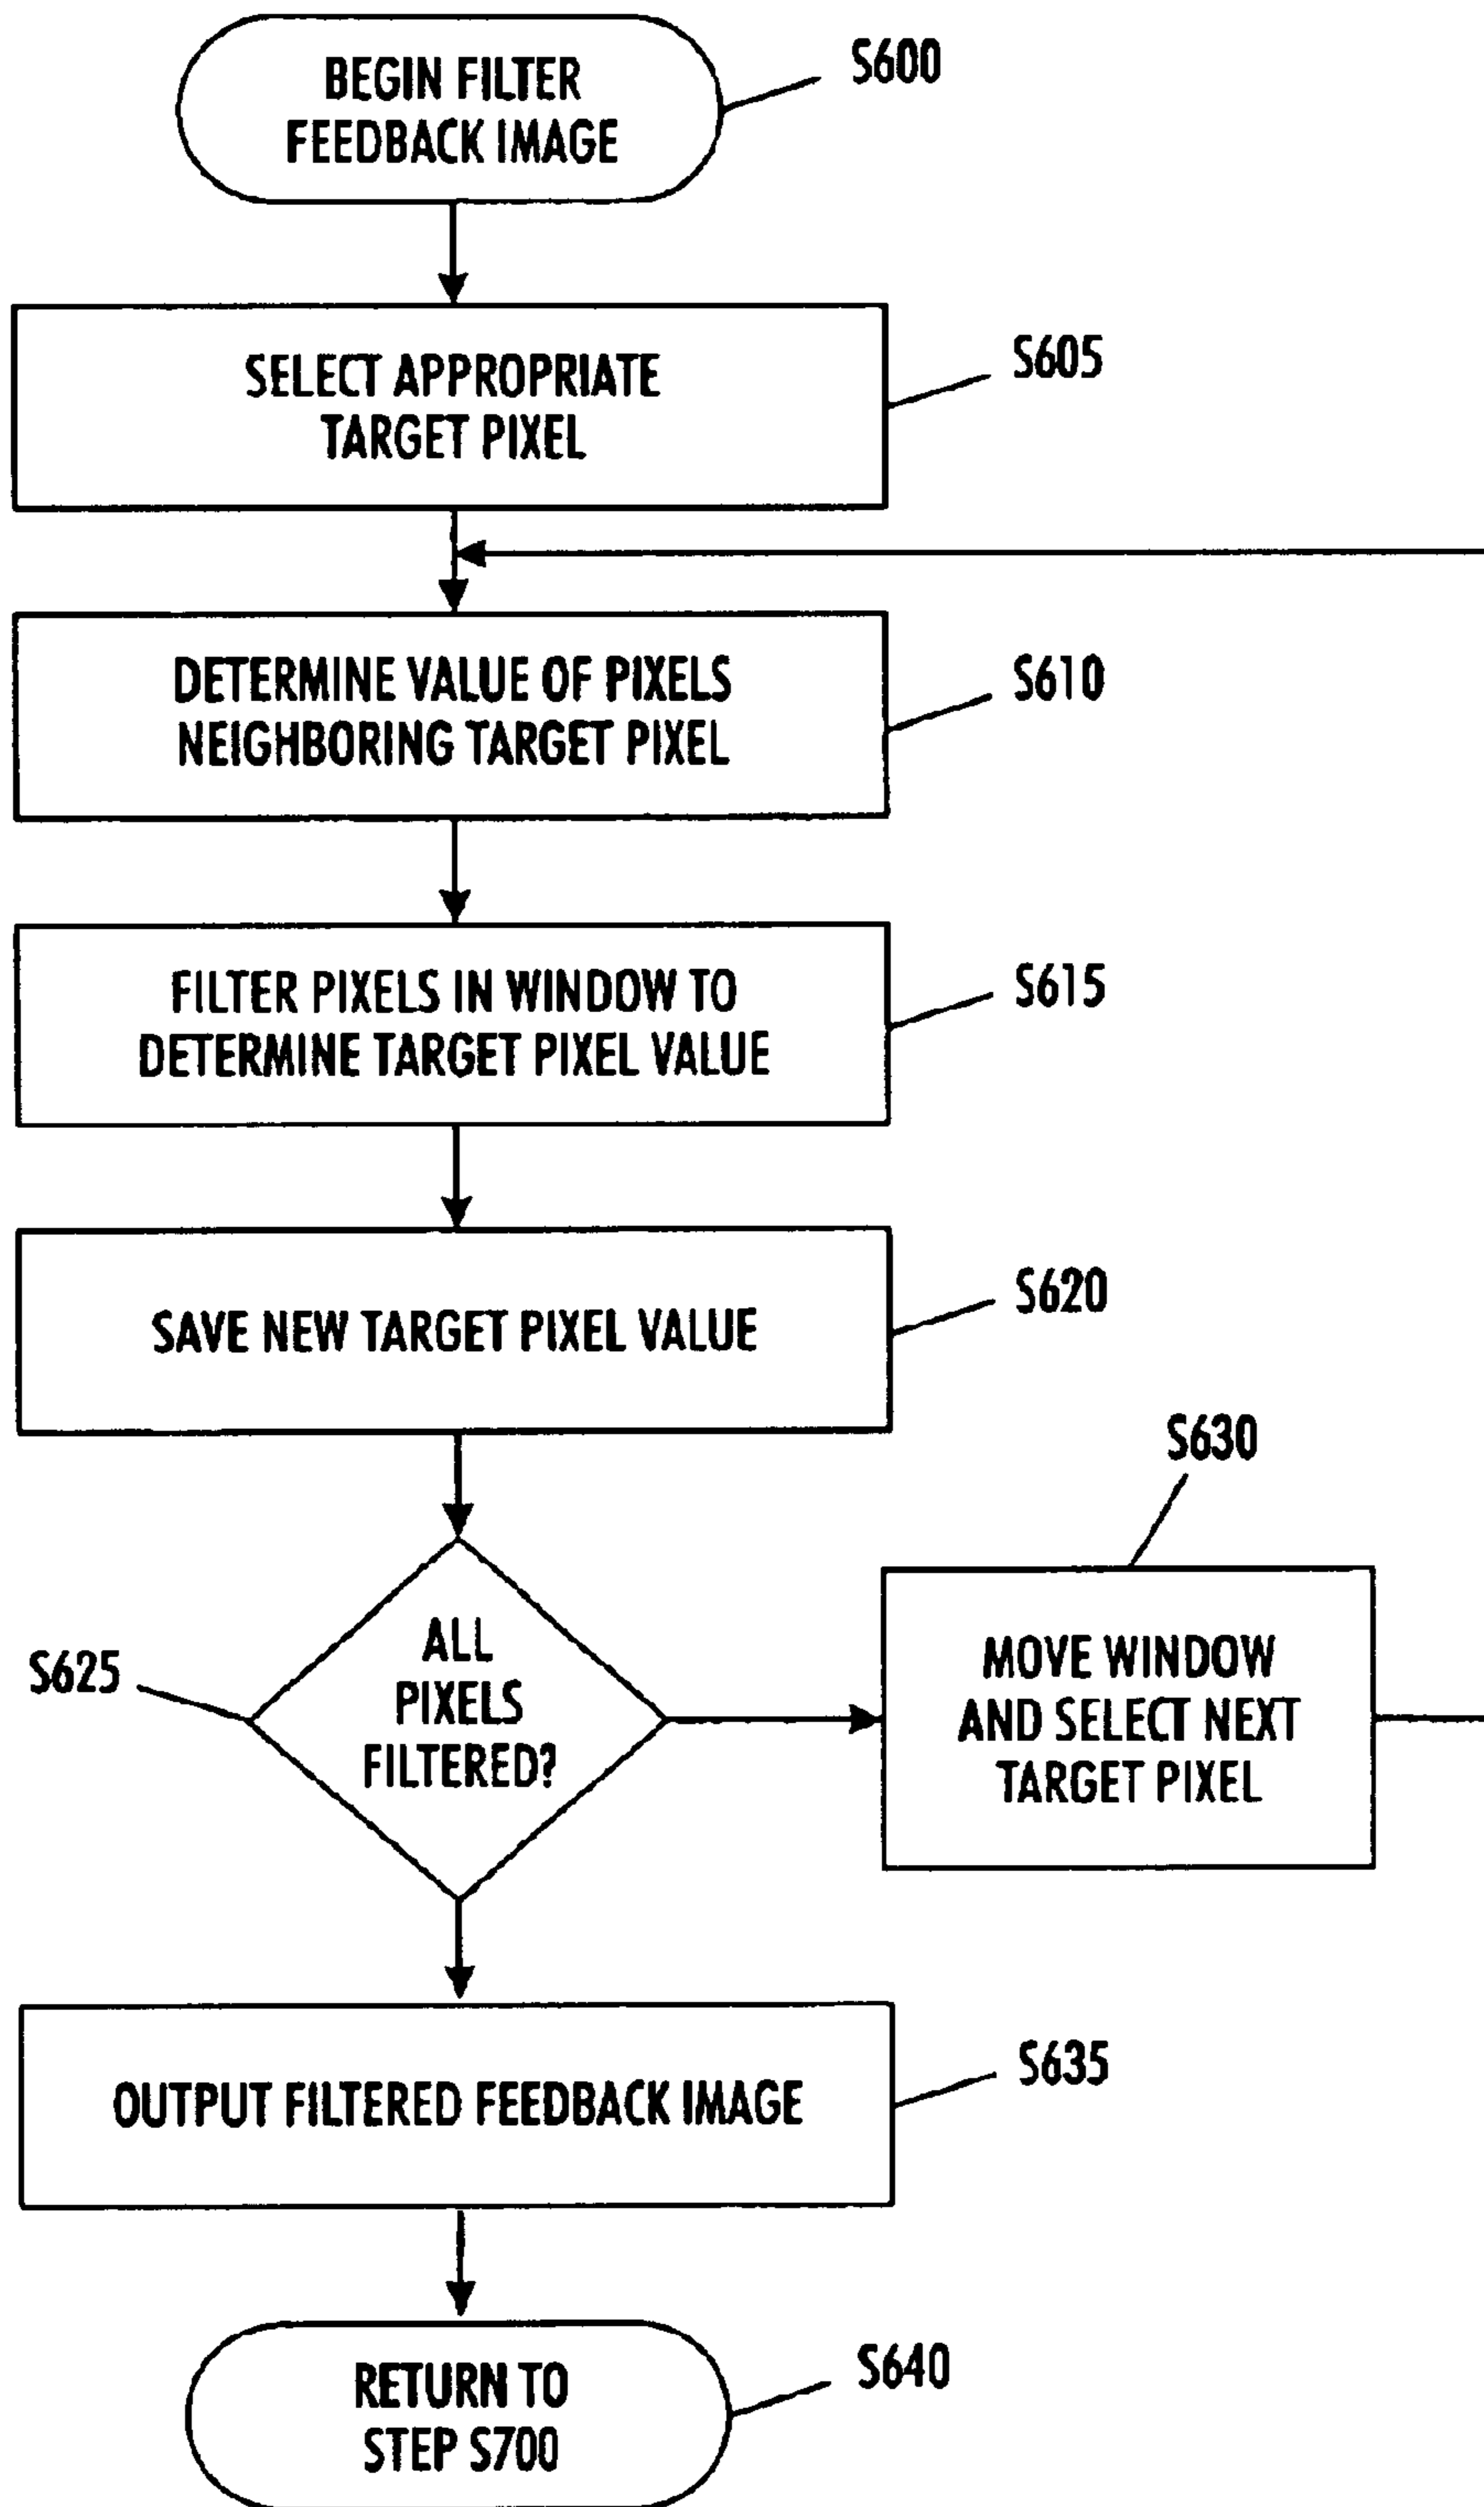 BEGIN FILTER
FEEDBACK IMAGE
S600
SELECT APPROPRIATE
TARGET PIXEL
S605
DETERMINE VALUE OF PIXELS
NEIGHBORING TARGET PIXEL
S610
FILTER PIXELS IN WINDOW TO
DETERMINE TARGET PIXEL VALUE
S615
SAVE NEW TARGET PIXEL VALUE
S620
ALL
PIXELS
FILTERED?
S625
S630
MOVE WINDOW
AND SELECT NEXT
TARGET PIXEL
OUTPUT FILTERED FEEDBACK IMAGE
S635
RETURN TO
STEP S700
S640